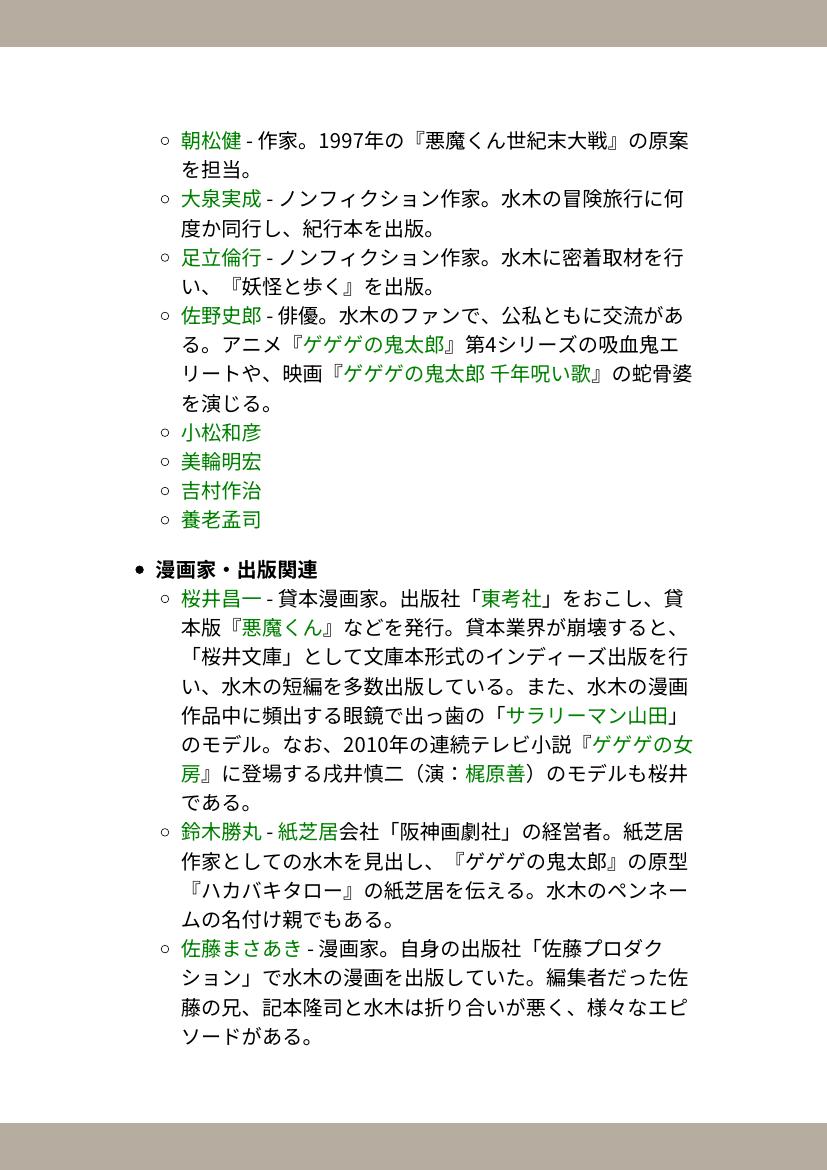 朝松健 - 作家。1997年の『悪魔くん世紀末大戦』の原案
を担当。
大泉実成 - ノンフィクション作家。水木の冒険旅行に何
度か同行し、紀行本を出版。
足立倫行 - ノンフィクション作家。水木に密着取材を行
い、『妖怪と歩く』を出版。
佐野史郎 - 俳優。水木のファンで、公私ともに交流があ
る。アニメ『ゲゲゲの鬼太郎』第4シリーズの吸血鬼エ
リートや、映画『ゲゲゲの鬼太郎 千年呪い歌』の蛇骨婆
を演じる。
小松和彦
美輪明宏
吉村作治
養老孟司
漫画家・出版関連
桜井昌一 - 貸本漫画家。出版社「東考社」をおこし、貸
本版『悪魔くん』などを発行。貸本業界が崩壊すると、
「桜井文庫」として文庫本形式のインディーズ出版を行
い、水木の短編を多数出版している。また、水木の漫画
作品中に頻出する眼鏡で出っ歯の「サラリーマン山田」
のモデル。なお、2010年の連続テレビ小説『ゲゲゲの女
房』に登場する戌井慎二（演：梶原善）のモデルも桜井
である。
鈴木勝丸 - 紙芝居会社「阪神画劇社」の経営者。紙芝居
作家としての水木を見出し、『ゲゲゲの鬼太郎』の原型
『ハカバキタロー』の紙芝居を伝える。水木のペンネー
ムの名付け親でもある。
佐藤まさあき - 漫画家。自身の出版社「佐藤プロダク
ション」で水木の漫画を出版していた。編集者だった佐
藤の兄、記本隆司と水木は折り合いが悪く、様々なエピ
ソードがある。